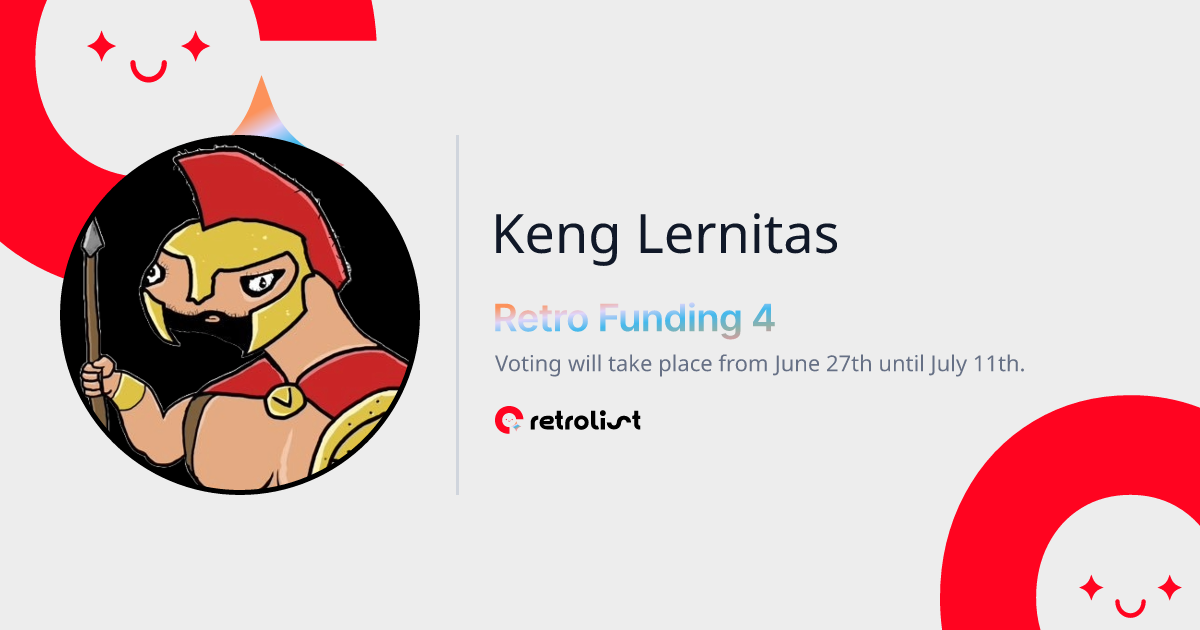 Keng Lernitas
Retro Funding 4
Voting will take place from June 27th until July 11th.
retrolist